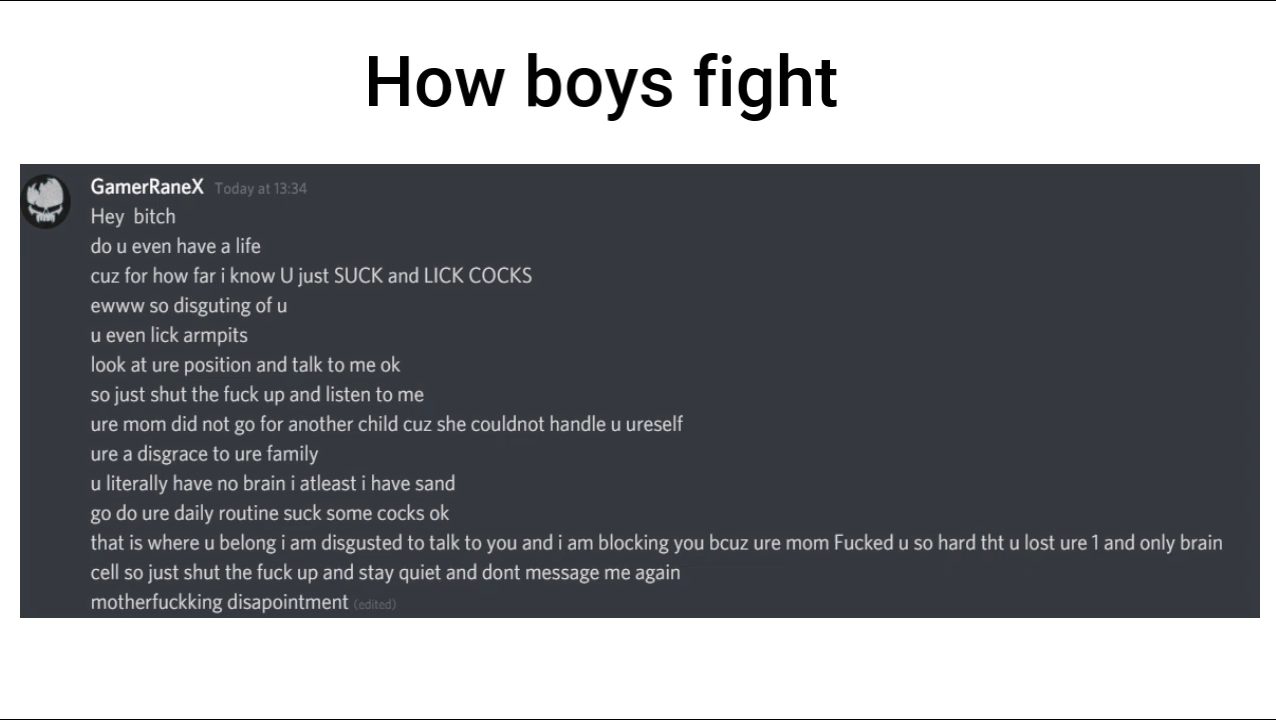 How boys fight
GamerRaneX Today at 13:34
Hey bitch
do u even have a life
cuz for how far i know U just SUCK and LICK COCKS
ewww so disguting of u
u even lick armpits
look at ure position and talk to me ok
so just shut the fuck up and listen to me
ure mom did not go for another child cuz she couldnot handle u ureself
ure a disgrace to ure family
u literally have no brain i atleast i have sand
go do ure daily routine suck some cocks ok
that is where u belong i am disgusted to talk to you and i am blocking you bcuz ure mom Fucked u so hard tht u lost ure 1 and only brain
cell so just shut the fuck up and stay quiet and dont message me again
motherfuckking disapointment (edited)